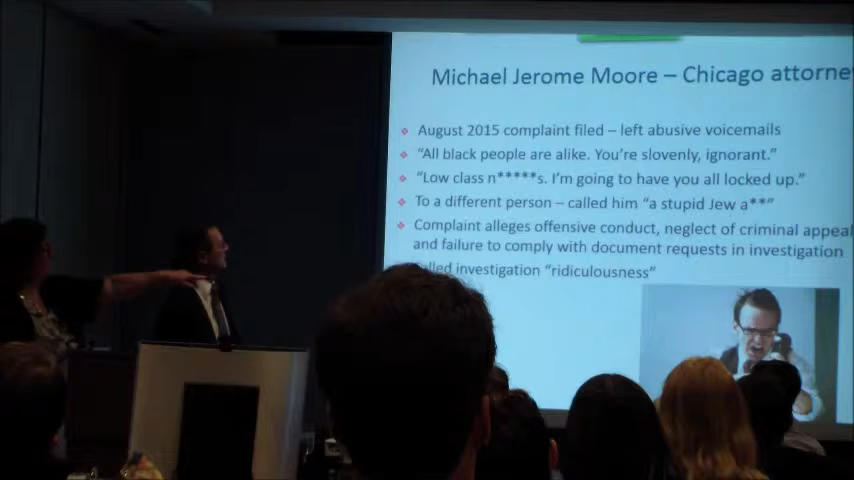 Michael Jerome Moore – Chicago attorne
August 2015 complaint filed – left abusive voicemails
"All black people are alike. You're slovenly, ignorant."
"Low class n*****s. I'm going to have you all locked up."
To a different person – called him "a stupid Jew a**"
Complaint alleges offensive conduct, neglect of criminal appeal
and failure to comply with document requests in investigation
investigation "ridiculousness"